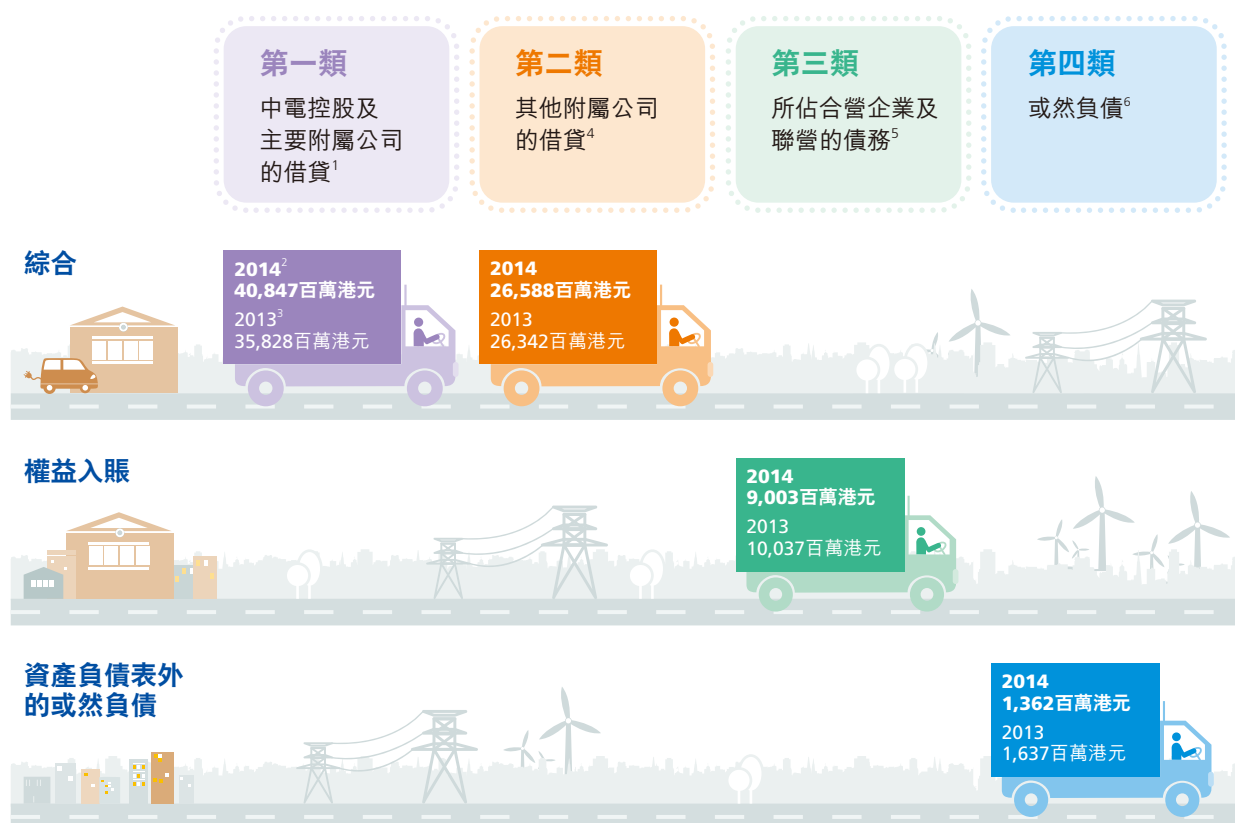 第一類
中電控股及
主要附屬公司
的借貸1
第二類
其他附屬公司
的借貸4
第三類
所佔合營企業及
聯營的債務5
第四類
或然負債6
綜合
20142
40,847百萬港元
20133
35,828百萬港元
2014
26,588百萬港元
2013
26,342百萬港元
權益入賬
2014
9,003百萬港元
2013
10,037百萬港元
資產負債表外
的或然負債
2014
1,362百萬港元
2013
1,637百萬港元